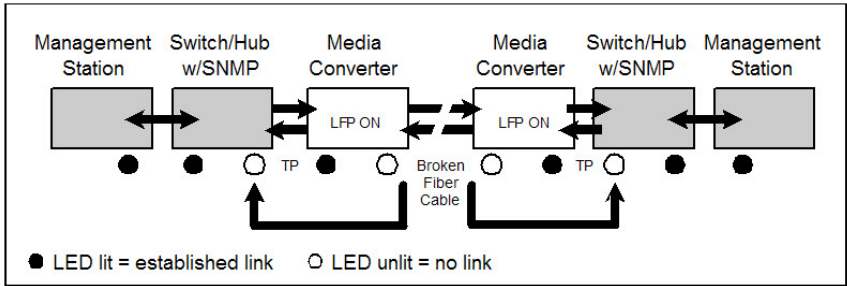 Management Station
Switch/Hub w/SNMP
Media Converter
Media Converter
Switch/Hub w/SNMP
Management Station
LFP ON
LFP ON
TP
Broken Fiber Cable
TP
LED lit = established link
LED unlit = no link